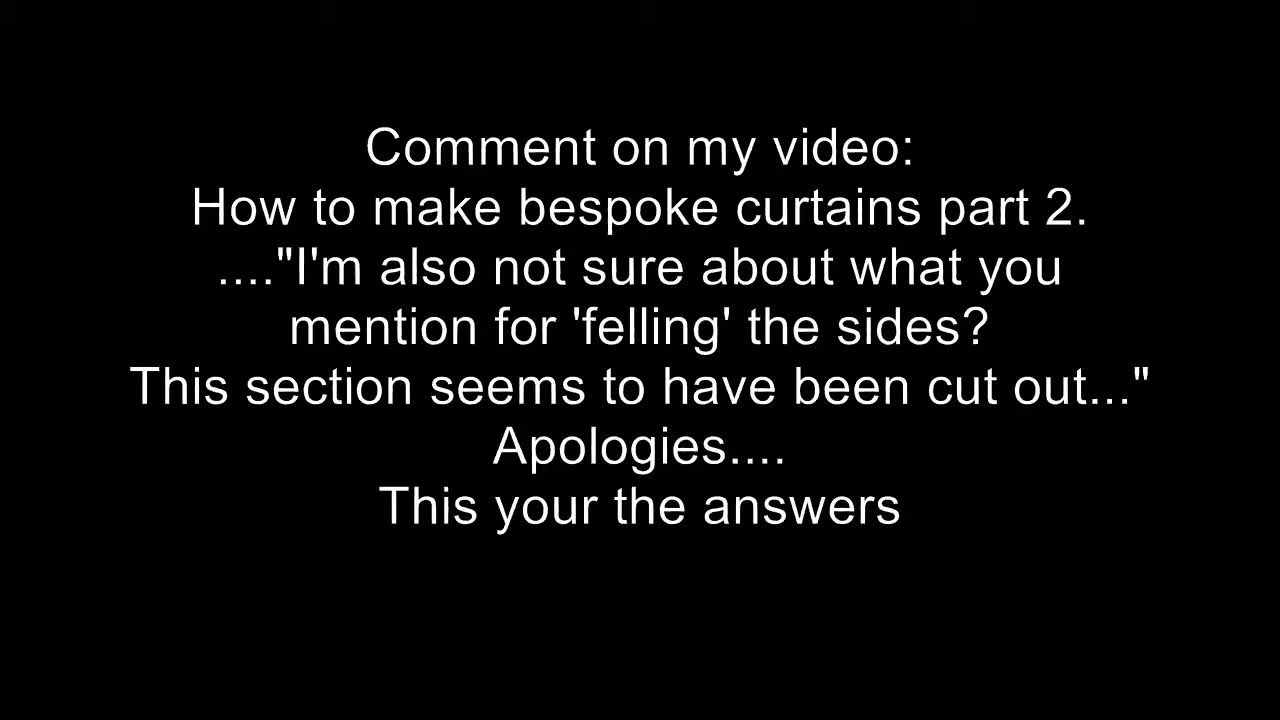 Comment on my video:
How to make bespoke curtains part 2.
...."I'm also not sure about what you
mention for 'felling' the sides?
This section seems to have been cut out..."
Apologies....
This your the answers